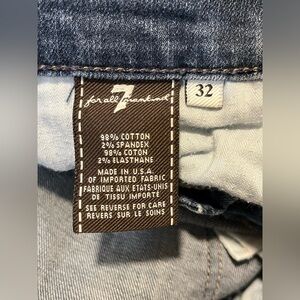 7
for all mankind
32
98% COTTON
2% SPANDEX
98% COTON
2% ELASTHANE
MADE IN U.S.A.
OF IMPORTED FABRIC
FABRIQUE AUX ETATS-UNIS
DE TISSU IMPORTÉ
SEE REVERSE FOR CARE
REVERS SUR LE SOINS